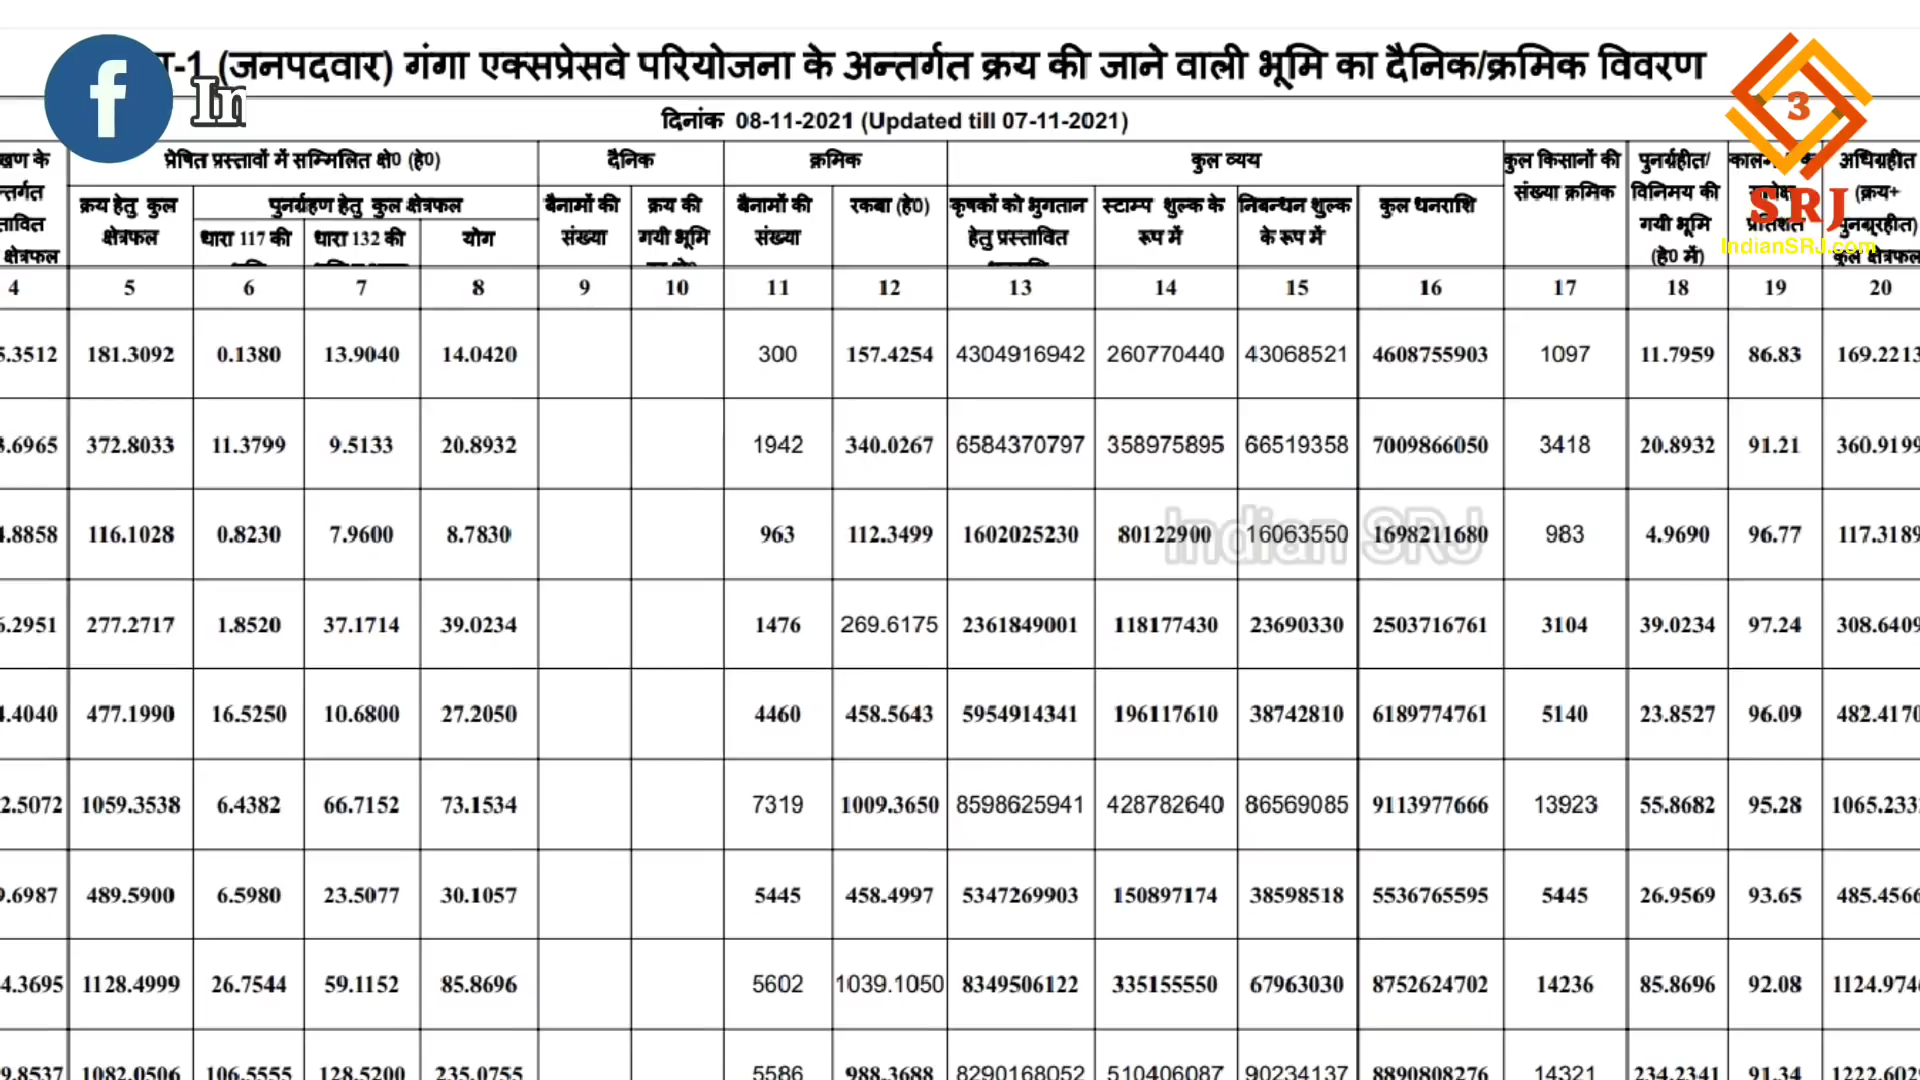 -1 (जनपदवार) गंगा एक्सप्रेसवे परियोजना के अन्तर्गत क्रय की जाने वाली भूमि का दैनिक/क्रमिक विवरण
f In
3
SRJ
IndianSRJ.com
दिनांक 08-11-2021 (Updated till 07-11-2021)
प्रेषित प्रस्तावों में सम्मिलित क्षे0 (हे0) दैनिक क्रमिक कुल व्यय कुल किसानों की संख्या क्रमिक पुनर्ग्रहीत/ विनिमय की गयी भूमि (हे0 में) प्रतिशत अधिग्रहीत (क्रय+ कुल क्षेत्रफल
क्षेत्रफल क्रय हेतु कुल क्षेत्रफल पुनर्ग्रहण हेतु कुल क्षेत्रफल बैनामों की संख्या क्रय की गयी भूमि बैनामों की संख्या रकबा (हे0) कृषकों को भुगतान हेतु प्रस्तावित स्टाम्प शुल्क के रूप में निबन्धन शुल्क के रूप में कुल धनराशि
धारा 117 की धारा 132 की योग
4 5 6 7 8 9 10 11 12 13 14 15 16 17 18 19 20
5.3512 181.3092 0.1380 13.9040 14.0420 300 157.4254 4304916942 260770440 43068521 4608755903 1097 11.7959 86.83 169.2213
.6965 372.8033 11.3799 9.5133 20.8932 1942 340.0267 6584370797 358975895 66519358 7009866050 3418 20.8932 91.21 360.9199
.8858 116.1028 0.8230 7.9600 8.7830 963 112.3499 1602025230 80122900 16063550 1698211680 983 4.9690 96.77 117.3189
Indian SRJ
.2951 277.2717 1.8520 37.1714 39.0234 1476 269.6175 2361849001 118177430 23690330 2503716761 3104 39.0234 97.24 308.6409
.4040 477.1990 16.5250 10.6800 27.2050 4460 458.5643 5954914341 196117610 38742810 6189774761 5140 23.8527 96.09 482.4170
2.5072 1059.3538 6.4382 66.7152 73.1534 7319 1009.3650 8598625941 428782640 86569085 9113977666 13923 55.8682 95.28 1065.233
.6987 489.5900 6.5980 23.5077 30.1057 5445 458.4997 5347269903 150897174 38598518 5536765595 5445 26.9569 93.65 485.4566
4.3695 1128.4999 26.7544 59.1152 85.8696 5602 1039.1050 8349506122 335155550 67963030 8752624702 14236 85.8696 92.08 1124.974
9.8537 1082.0506 106.5555 128.5200 235.0755 5586 988.3688 8290168052 510406087 90234137 8890808276 14321 234.2341 91.34 1222.602